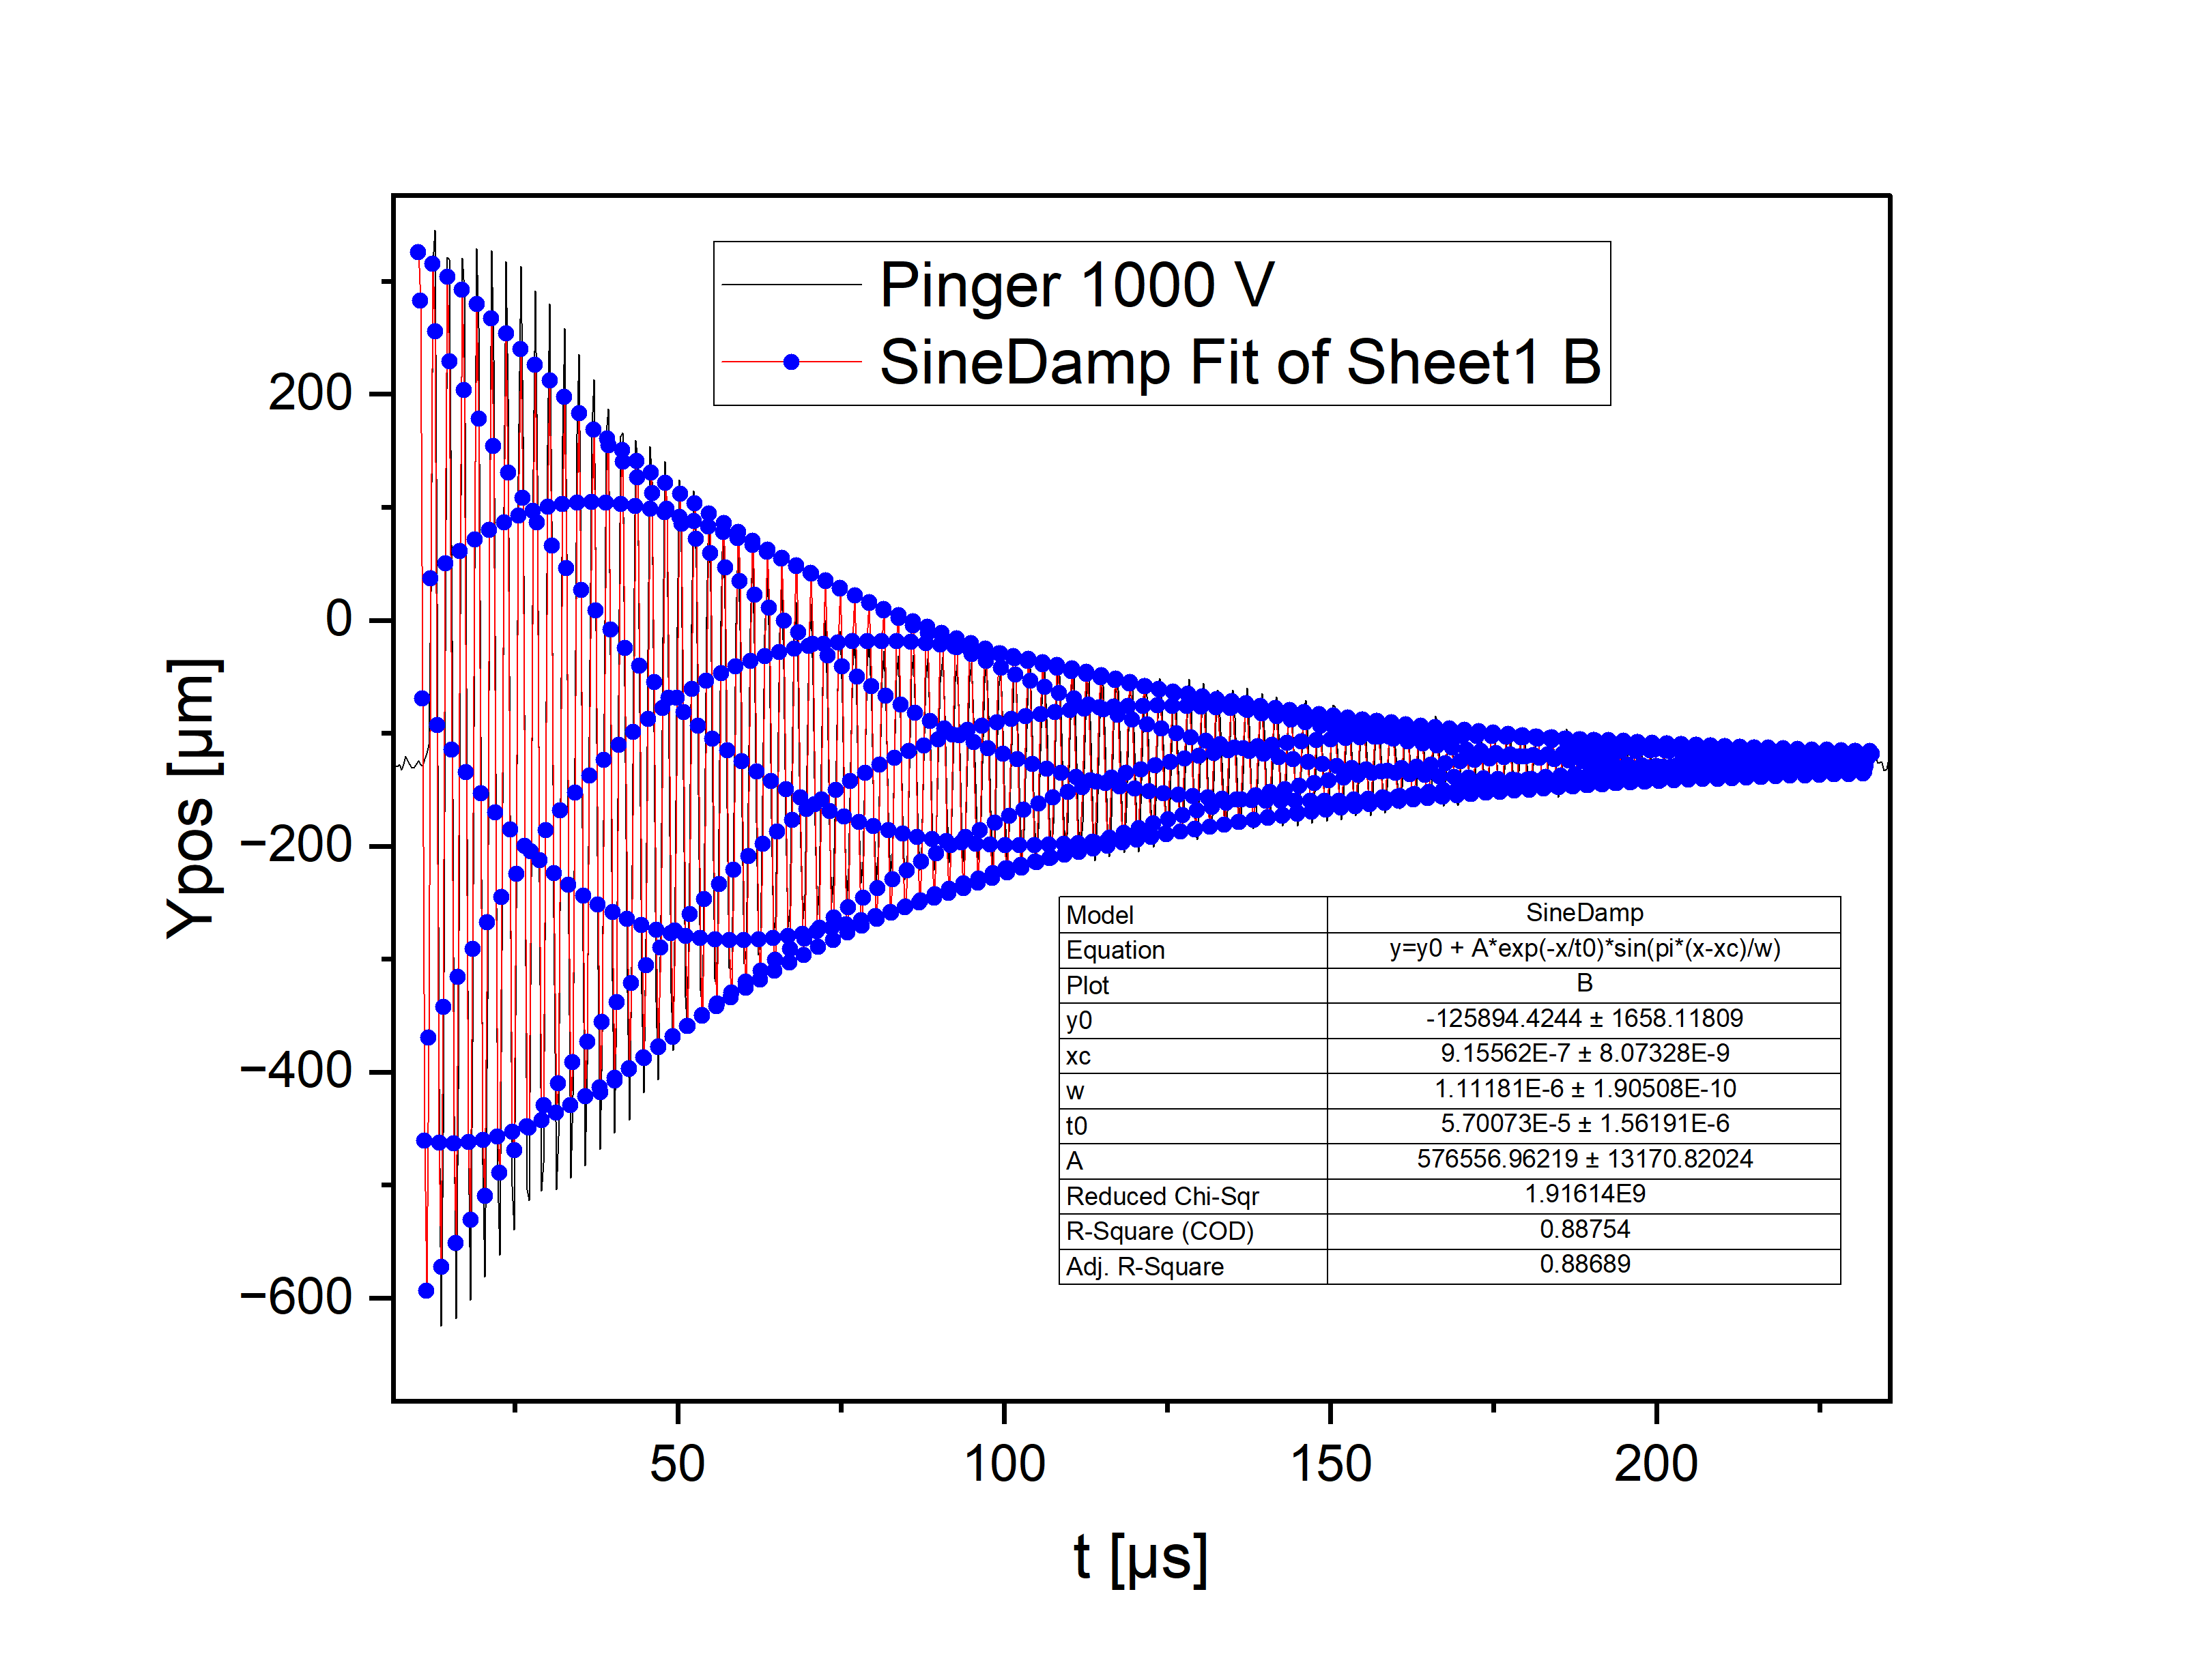 Pinger 1000 V
SineDamp Fit of Sheet1 B
200
0
−200
−400
−600
Ypos [µm]
50 100 150 200
t [µs]
Model SineDamp
Equation y=y0 + A*exp(-x/t0)*sin(pi*(x-xc)/w)
Plot B
y0 -125894.4244 ± 1658.11809
xc 9.15562E-7 ± 8.07328E-9
w 1.11181E-6 ± 1.90508E-10
t0 5.70073E-5 ± 1.56191E-6
A 576556.96219 ± 13170.82024
Reduced Chi-Sqr 1.91614E9
R-Square (COD) 0.88754
Adj. R-Square 0.88689